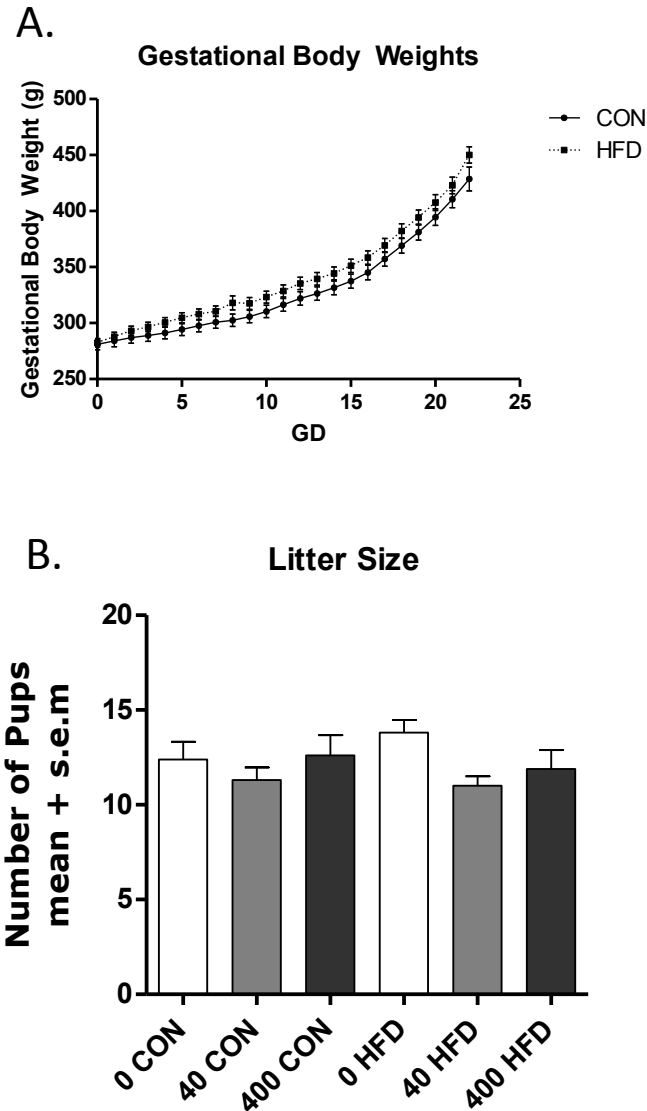 A.
Gestational Body Weights
Gestational Body Weight (g)
500
450
400
350
300
250
0 5 10 15 20 25
GD
CON
HFD
B.
Litter Size
Number of Pups
mean + s.e.m
20
15
10
5
0
0 CON
40 CON
400 CON
0 HFD
40 HFD
400 HFD